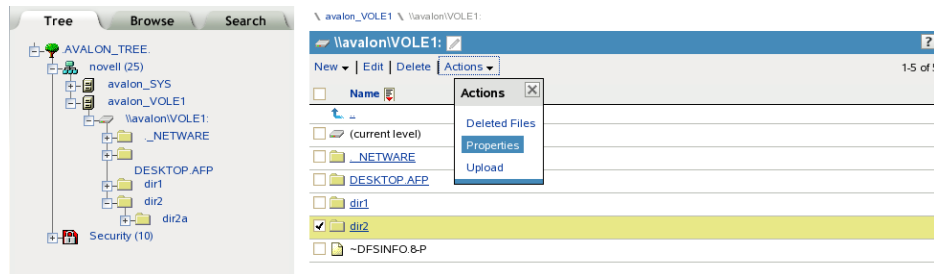 Tree Browse Search
AVALON_TREE.
novell (25)
avalon_SYS
avalon_VOLE1
\\avalon\VOLE1:
._NETWARE
DESKTOP.AFP
dir1
dir2
dir2a
Security (10)
\ avalon_VOLE1 \ \\avalon\VOLE1:
\\avalon\VOLE1: ?
New | Edit | Delete | Actions 1-5 of
Name
..
(current level)
._NETWARE
DESKTOP.AFP
dir1
dir2
~DFSINFO.8-P
Actions
Deleted Files
Properties
Upload